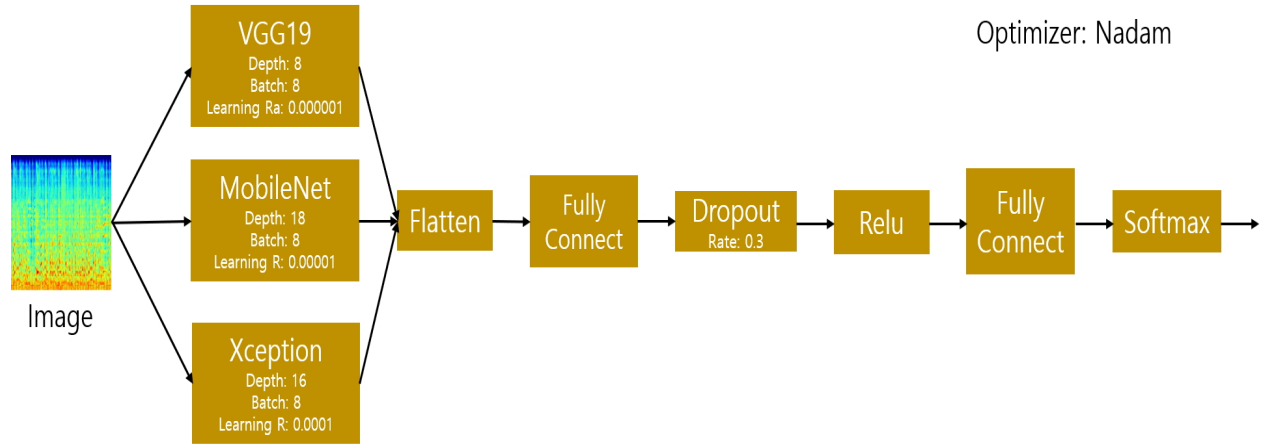 VGG19
Depth: 8
Batch: 8
Learning Ra: 0.000001
Optimizer: Nadam
MobileNet
Depth: 18
Batch: 8
Learning R: 0.00001
Xception
Depth: 16
Batch: 8
Learning R: 0.0001
Image
Flatten
Fully
Connect
Dropout
Rate: 0.3
Relu
Fully
Connect
Softmax